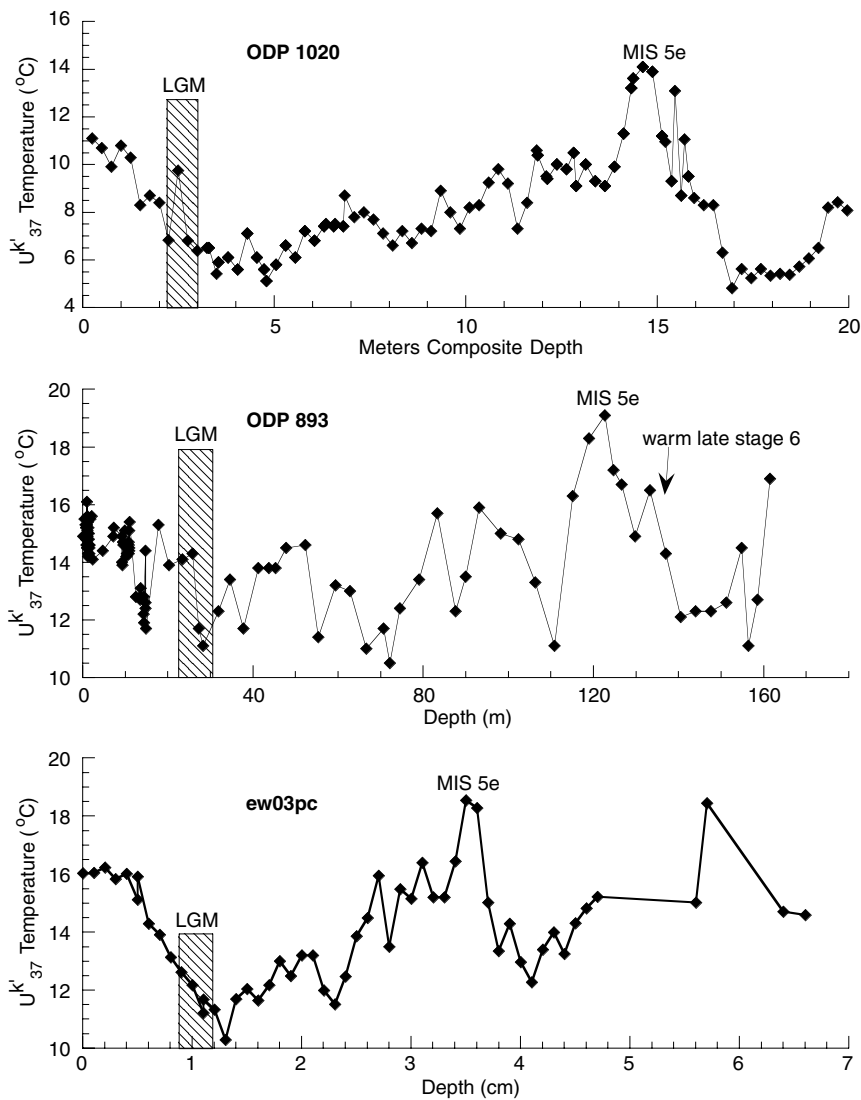 16
14
12
10
8
6
4
U^k'_37 Temperature (°C)
ODP 1020
LGM
MIS 5e
0 5 10 15 20
Meters Composite Depth
20
18
16
14
12
10
U^k'_37 Temperature (°C)
ODP 893
LGM
MIS 5e
warm late stage 6
0 40 80 120 160
Depth (m)
20
18
16
14
12
10
U^k'_37 Temperature (°C)
ew03pc
LGM
MIS 5e
0 1 2 3 4 5 6 7
Depth (cm)